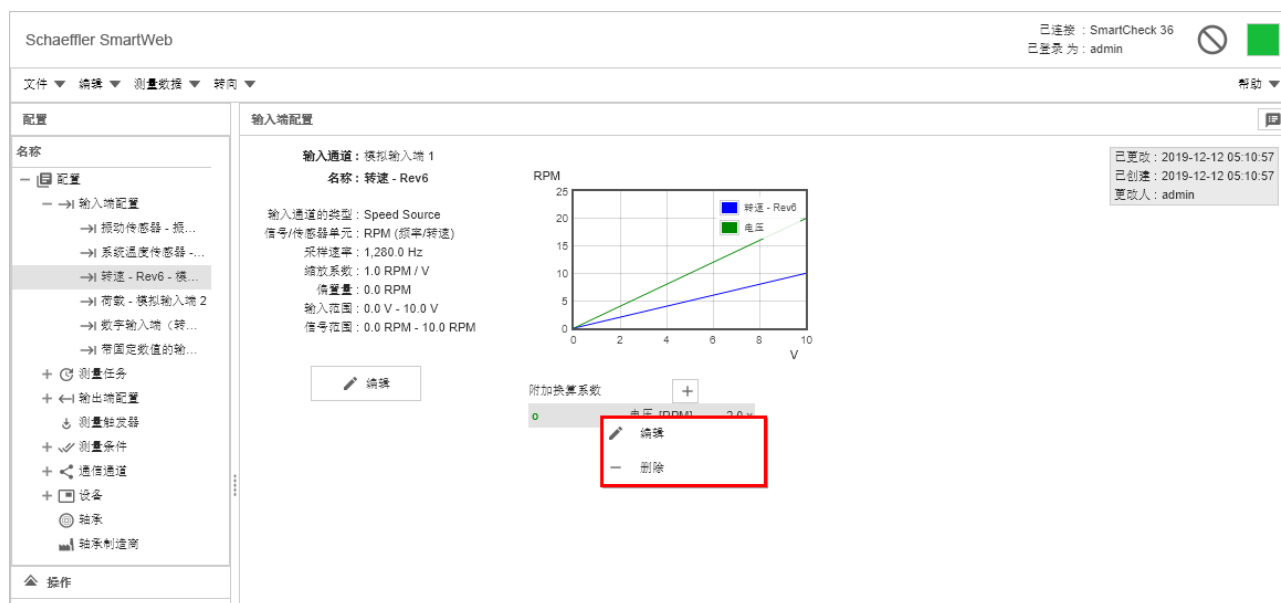 Schaeffler SmartWeb
已连接 : SmartCheck 36
已登录 为 : admin
文件 编辑 测量数据 转向 帮助
配置
名称
配置
输入端配置
振动传感器 - 振...
系统温度传感器 -...
转速 - Rev6 - 模...
荷载 - 模拟输入端 2
数字输入端（转...
带固定数值的输...
测量任务
输出端配置
测量触发器
测量条件
通信通道
设备
轴承
轴承制造商
操作
输入端配置
输入通道 : 模拟输入端 1
名称 : 转速 - Rev6
输入通道的类型 : Speed Source
信号/传感器单元 : RPM (频率/转速)
采样速率 : 1,280.0 Hz
缩放系数 : 1.0 RPM / V
偏置量 : 0.0 RPM
输入范围 : 0.0 V - 10.0 V
信号范围 : 0.0 RPM - 10.0 RPM
编辑
RPM
25
20
15
10
5
0
0 2 4 6 8 10
V
转速 - Rev6
电压
附加换算系数
o 电压 [RPM] 2.0 x
编辑
删除
已更改 : 2019-12-12 05:10:57
已创建 : 2019-12-12 05:10:57
更改人 : admin